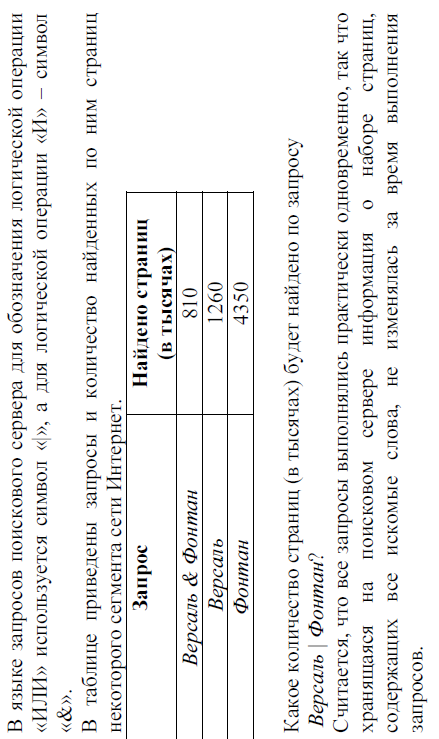 В языке запросов поискового сервера для обозначения логической операции
«ИЛИ» используется символ «|», а для логической операции «И» – символ
«&».
В таблице приведены запросы и количество найденных по ним страниц
некоторого сегмента сети Интернет.
Запрос Найдено страниц
(в тысячах)
Версаль & Фонтан 810
Версаль 1260
Фонтан 4350
Какое количество страниц (в тысячах) будет найдено по запросу
Версаль | Фонтан?
Считается, что все запросы выполнялись практически одновременно, так что
хранящаяся на поисковом сервере информация о наборе страниц,
содержащих все искомые слова, не изменялась за время выполнения
запросов.